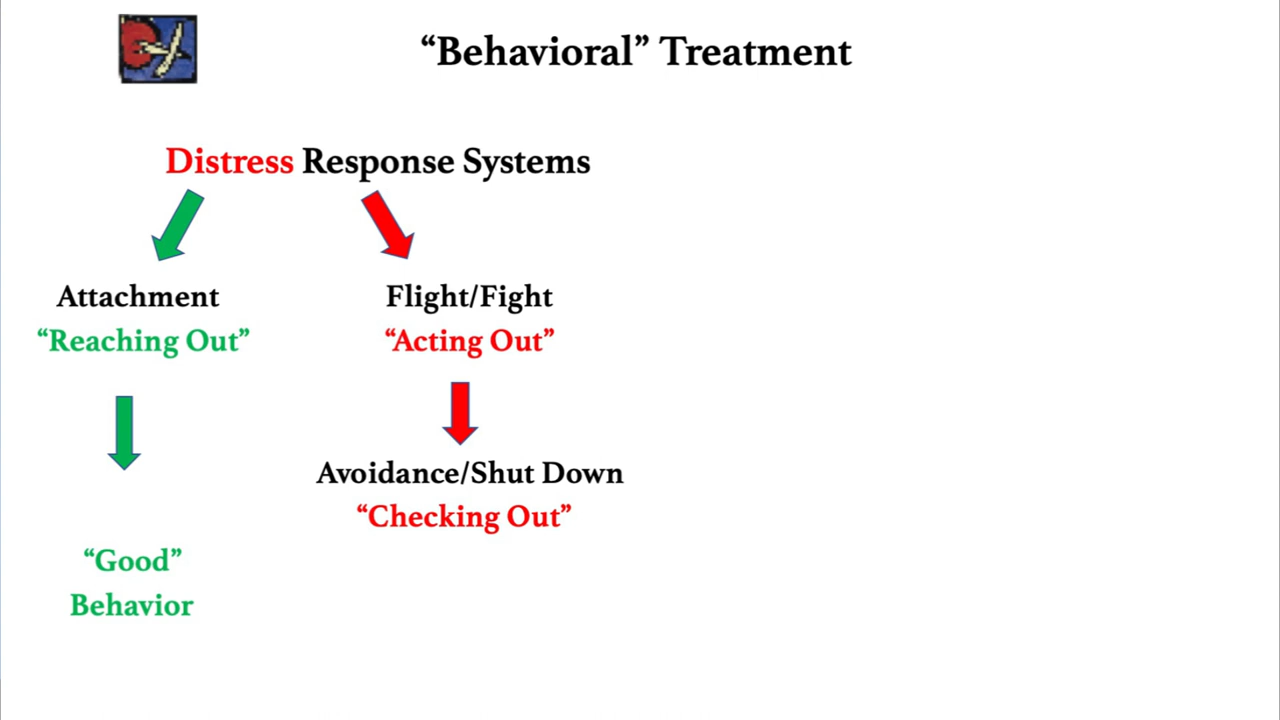 “Behavioral” Treatment
Distress Response Systems
Attachment
“Reaching Out”
Flight/Fight
“Acting Out”
Avoidance/Shut Down
“Checking Out”
“Good”
Behavior